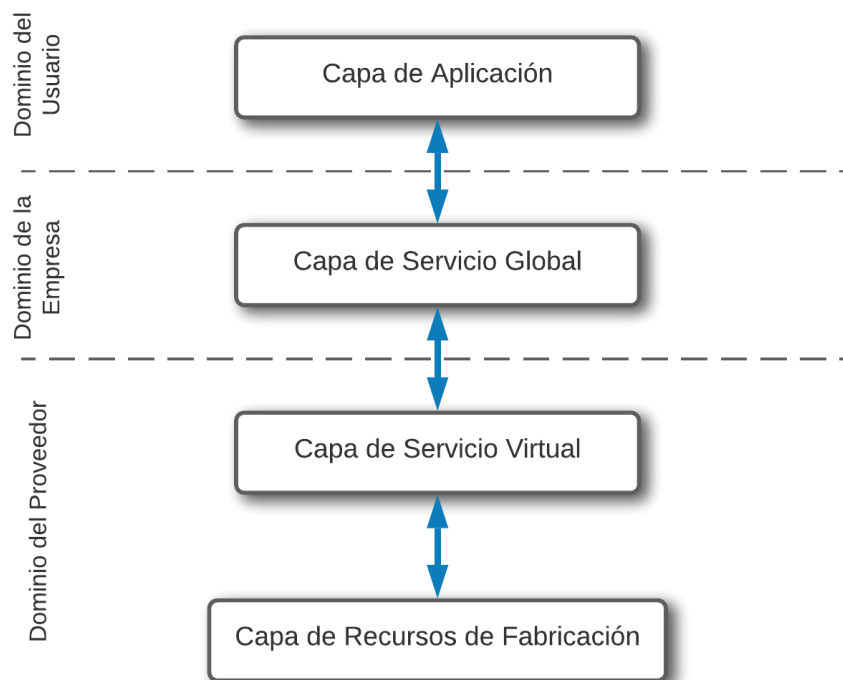 Dominio del
Usuario
Capa de Aplicación
Dominio de la
Empresa
Capa de Servicio Global
Dominio del Proveedor
Capa de Servicio Virtual
Capa de Recursos de Fabricación